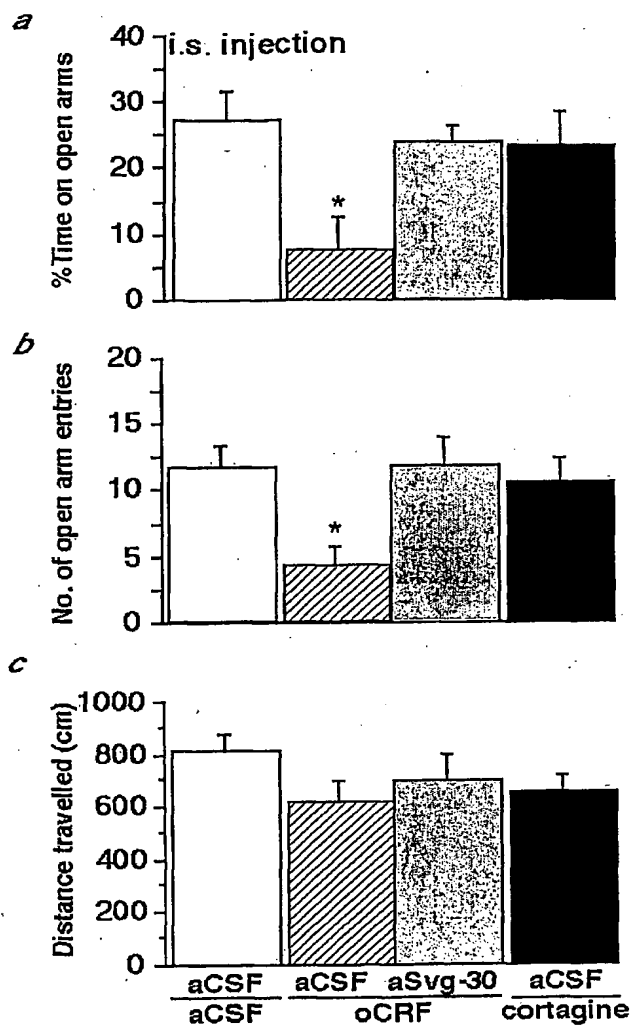 a
40
i.s. injection
30
20
10
0
%Time on open arms
*
b
20
15
10
5
0
No. of open arm entries
*
c
1000
800
600
400
200
0
Distance travelled (cm)
aCSF aCSF aSvg-30 aCSF
aCSF oCRF cortagine